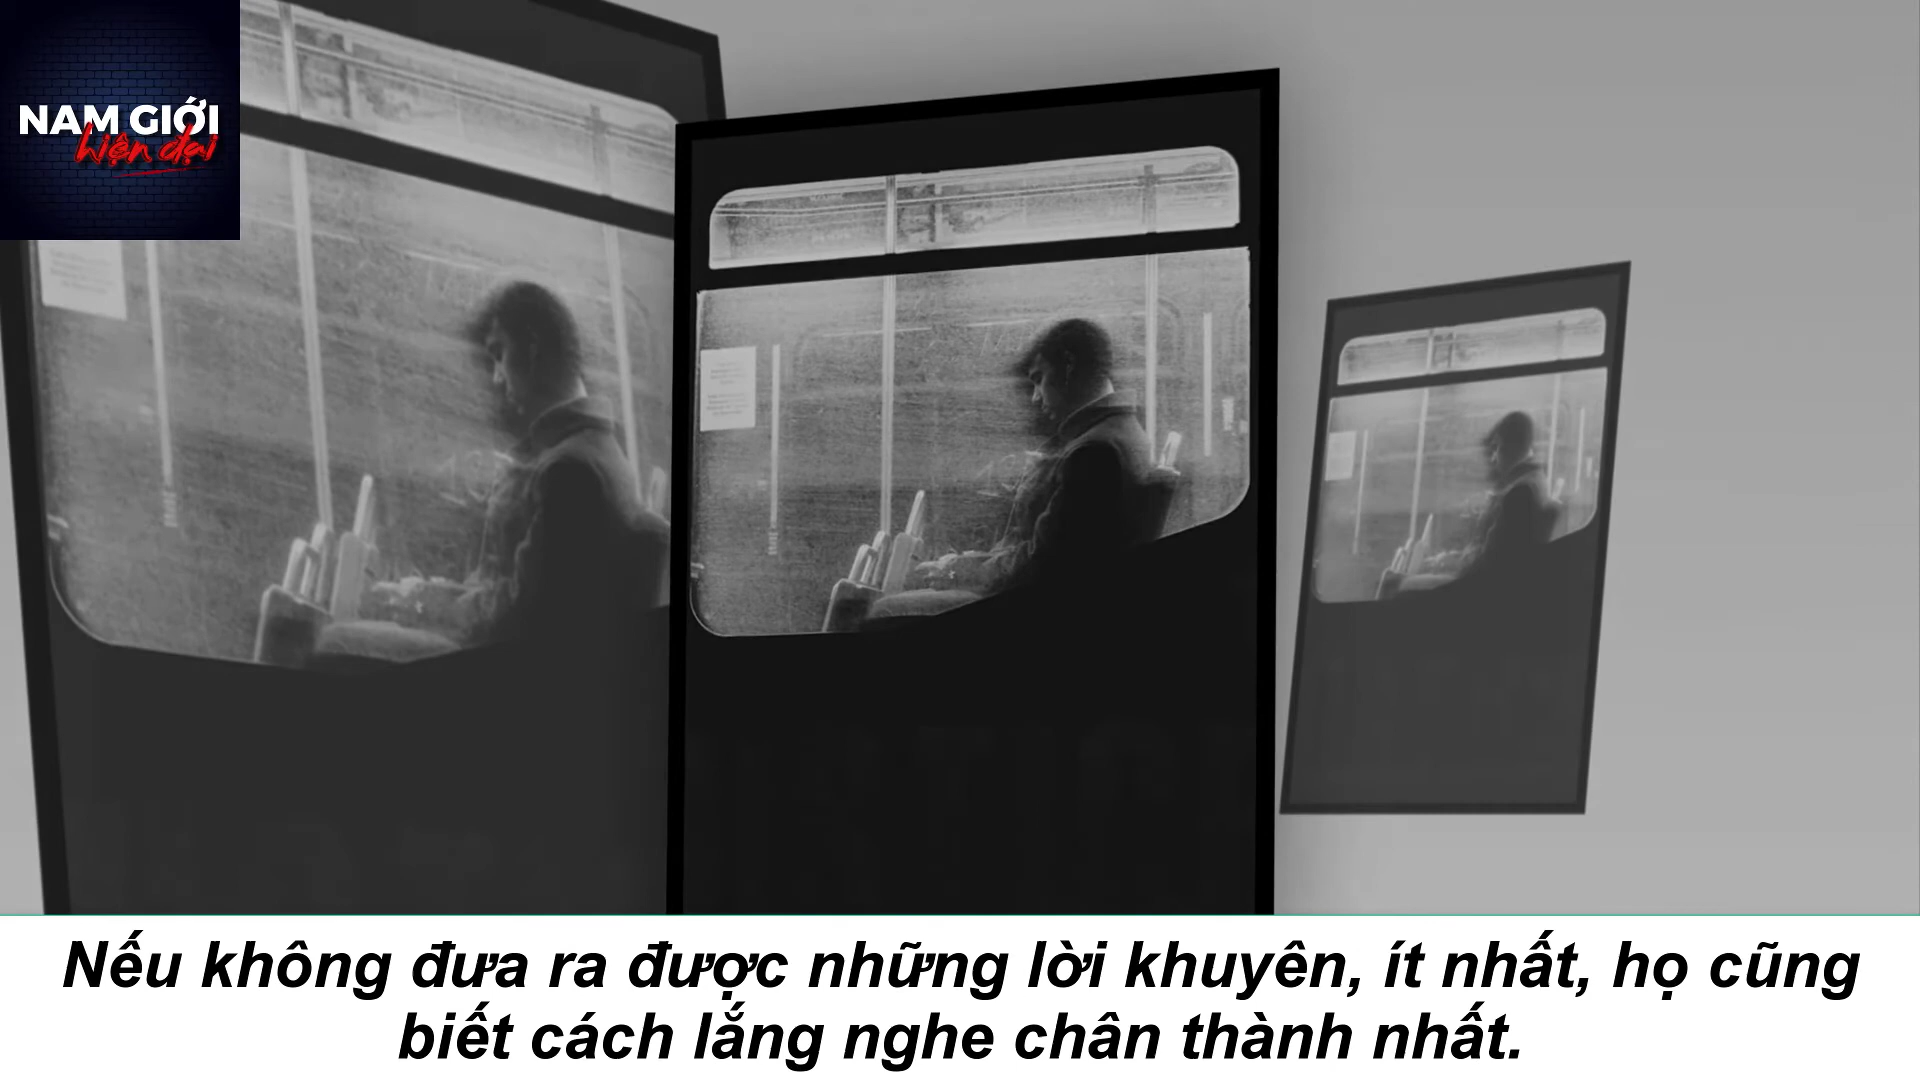 NAM GIỚI
hiện đại
Nếu không đưa ra được những lời khuyên, ít nhất, họ cũng
biết cách lắng nghe chân thành nhất.